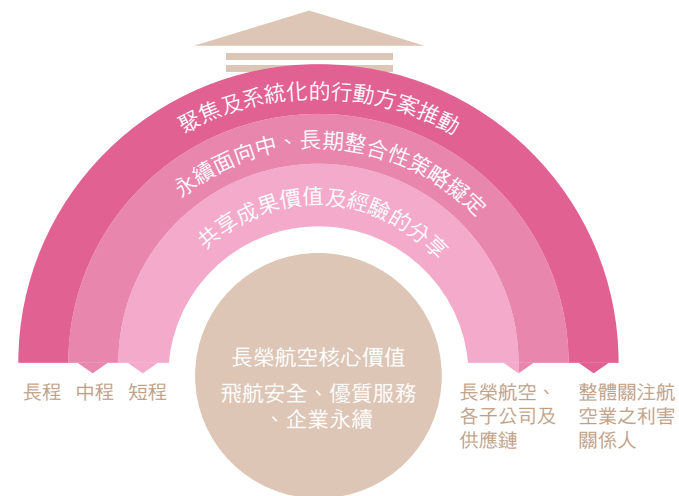 聚焦及系統化的行動方案推動
永續面向中、長期整合性策略擬定
共享成果價值及經驗的分享
長榮航空核心價值
飛航安全、優質服務
、企業永續
長程
中程
短程
長榮航空、
各子公司及
供應鏈
整體關注航
空業之利害
關係人